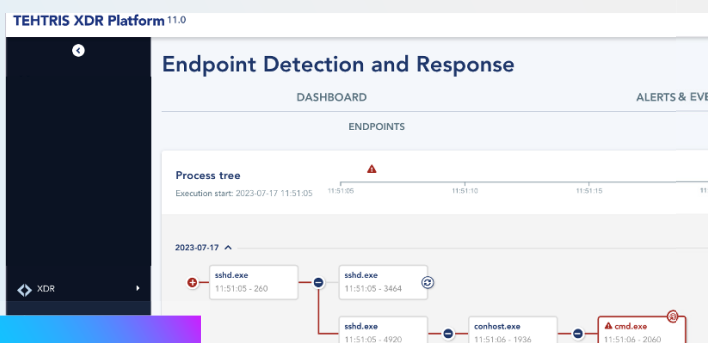 TEHTRIS XDR Platform 11.0
Endpoint Detection and Response
DASHBOARD ALERTS & EVE
ENDPOINTS
Process tree
Execution start: 2023-07-17 11:51:05
11:51:05 11:51:10 11:51:15 11
2023-07-17
sshd.exe sshd.exe
11:51:05 - 260 11:51:05 - 3464
XDR
sshd.exe conhost.exe cmd.exe
11:51:05 - 4920 11:51:06 - 1936 11:51:06 - 2060